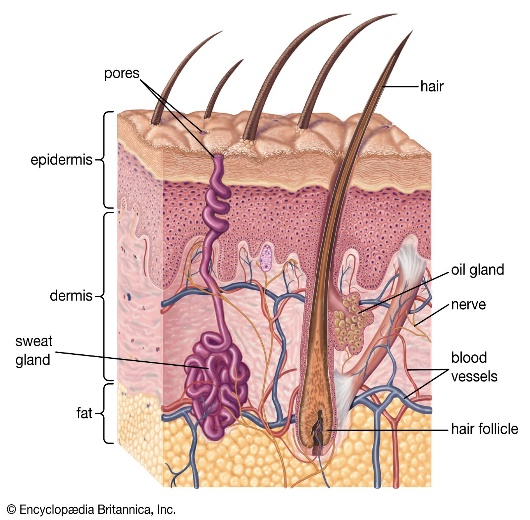 pores
hair
epidermis
dermis
oil gland
nerve
sweat
gland
blood
vessels
fat
hair follicle
© Encyclopædia Britannica, Inc.